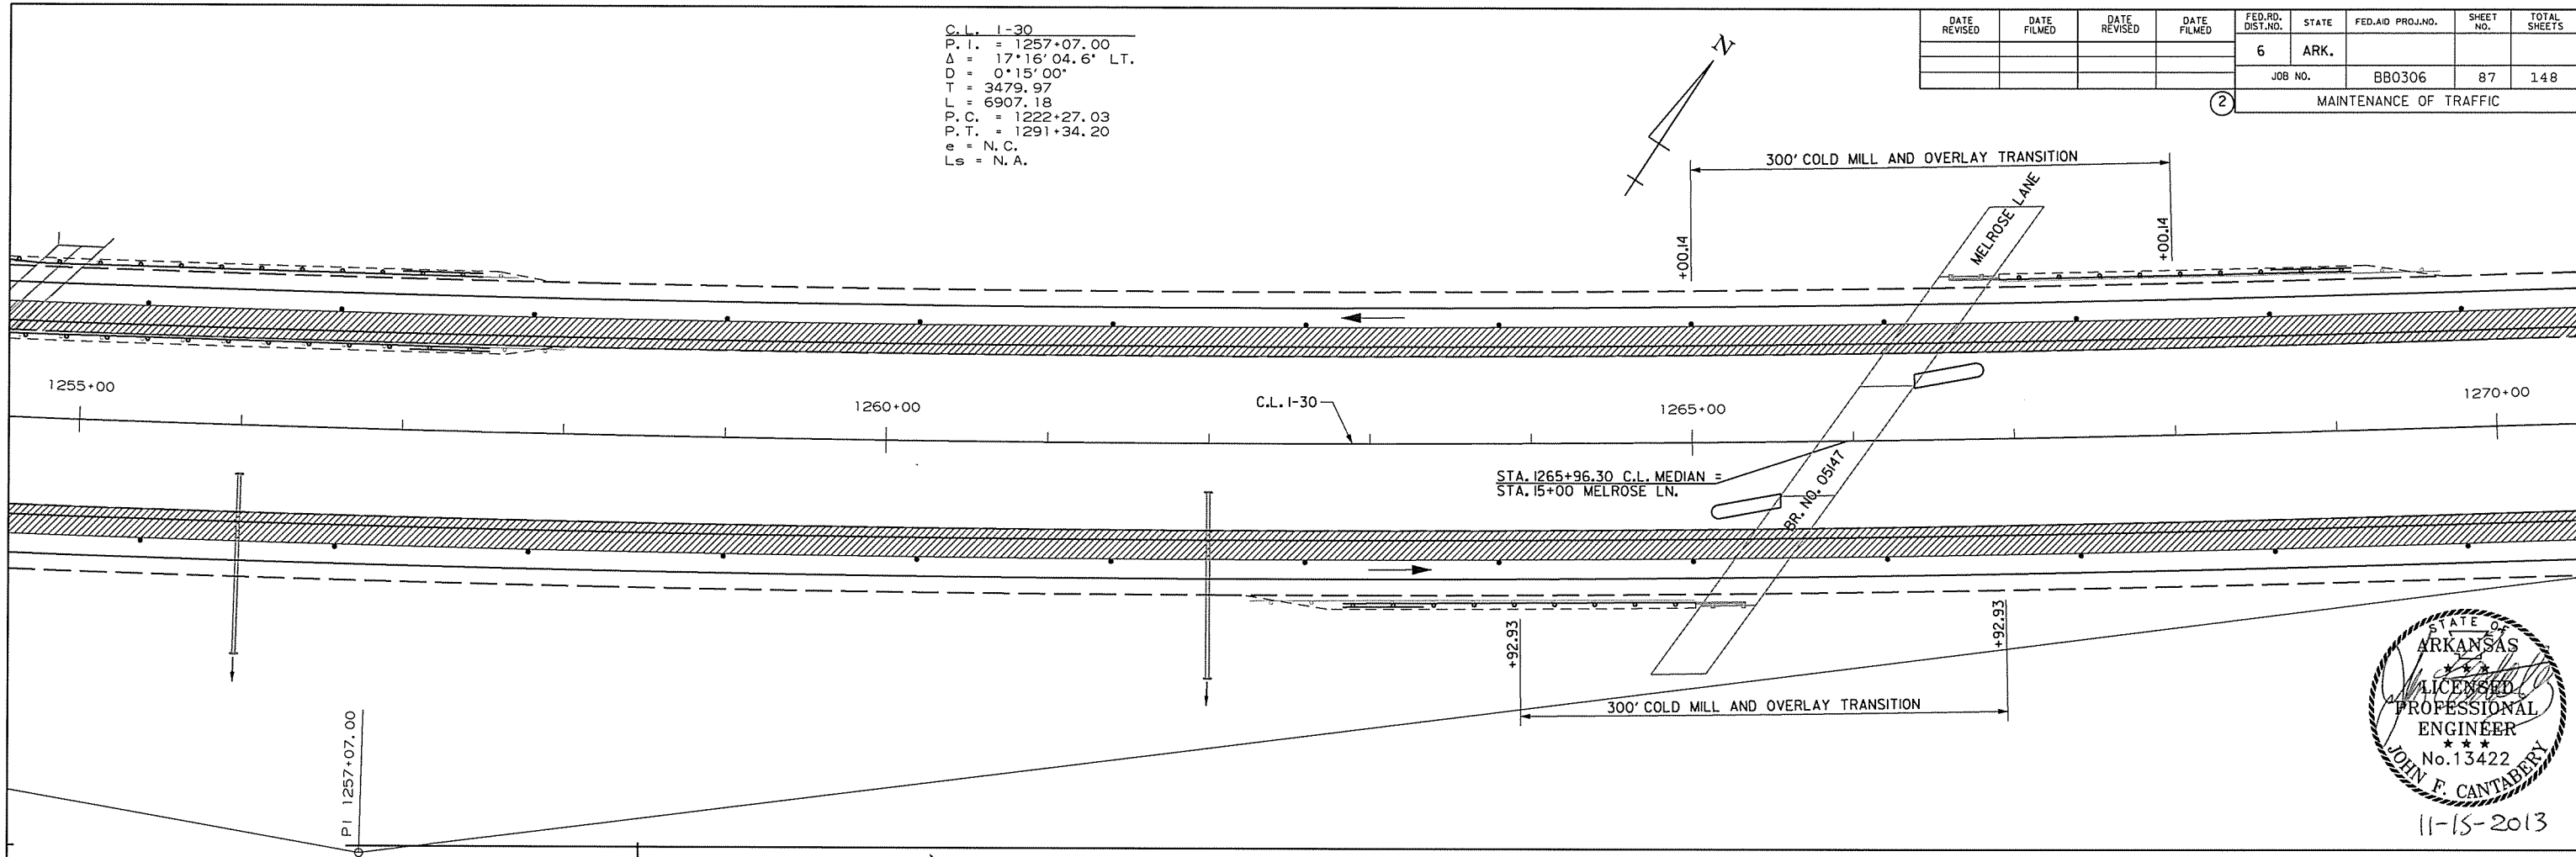 C.L. I-30
P.I. = 1257+07.00
Δ = 17°16'04.6" LT.
D = 0°15'00"
T = 3479.97
L = 6907.18
P.C. = 1222+27.03
P.T. = 1291+34.20
e = N.C.
Ls = N.A.
N
DATE REVISED
DATE FILMED
DATE REVISED
DATE FILMED
FED.RD. DIST.NO.
STATE
FED.AID PROJ.NO.
SHEET NO.
TOTAL SHEETS
6
ARK.
JOB NO.
BB0306
87
148
2
MAINTENANCE OF TRAFFIC
300' COLD MILL AND OVERLAY TRANSITION
+00.14
+00.14
MELROSE LANE
1255+00
1260+00
C.L. I-30
1265+00
1270+00
STA. 1265+96.30 C.L. MEDIAN =
STA. 15+00 MELROSE LN.
BR. NO. 05147
+92.93
+92.93
300' COLD MILL AND OVERLAY TRANSITION
PI 1257+07.00
STATE OF
ARKANSAS
★ ★ ★
LICENSED
PROFESSIONAL
ENGINEER
★ ★ ★
No.13422
JOHN F. CANTABERY
11-15-2013